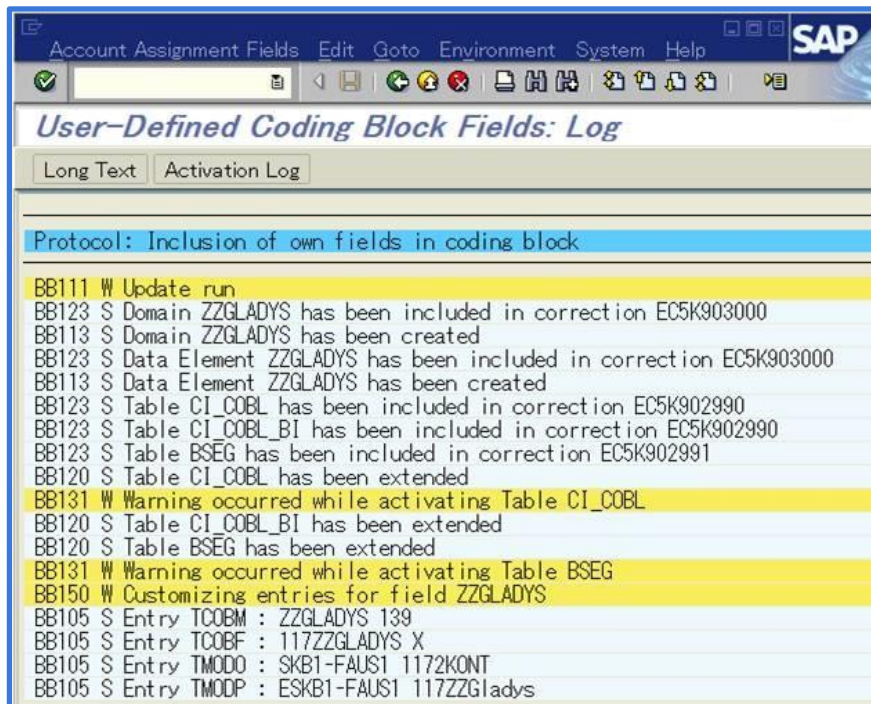 Account Assignment Fields Edit Goto Environment System Help
SAP
User-Defined Coding Block Fields: Log
Long Text Activation Log
Protocol: Inclusion of own fields in coding block
BB111 W Update run
BB123 S Domain ZZGLADYS has been included in correction EC5K903000
BB113 S Domain ZZGLADYS has been created
BB123 S Data Element ZZGLADYS has been included in correction EC5K903000
BB113 S Data Element ZZGLADYS has been created
BB123 S Table CI_COBL has been included in correction EC5K902990
BB123 S Table CI_COBL_BI has been included in correction EC5K902990
BB123 S Table BSEG has been included in correction EC5K902991
BB120 S Table CI_COBL has been extended
BB131 W Warning occurred while activating Table CI_COBL
BB120 S Table CI_COBL_BI has been extended
BB120 S Table BSEG has been extended
BB131 W Warning occurred while activating Table BSEG
BB150 W Customizing entries for field ZZGLADYS
BB105 S Entry TCOBM : ZZGLADYS 139
BB105 S Entry TCOBF : 117ZZGLADYS X
BB105 S Entry TMODO : SKB1-FAUS1 1172KONT
BB105 S Entry TMODP : ESKB1-FAUS1 117ZZGladys